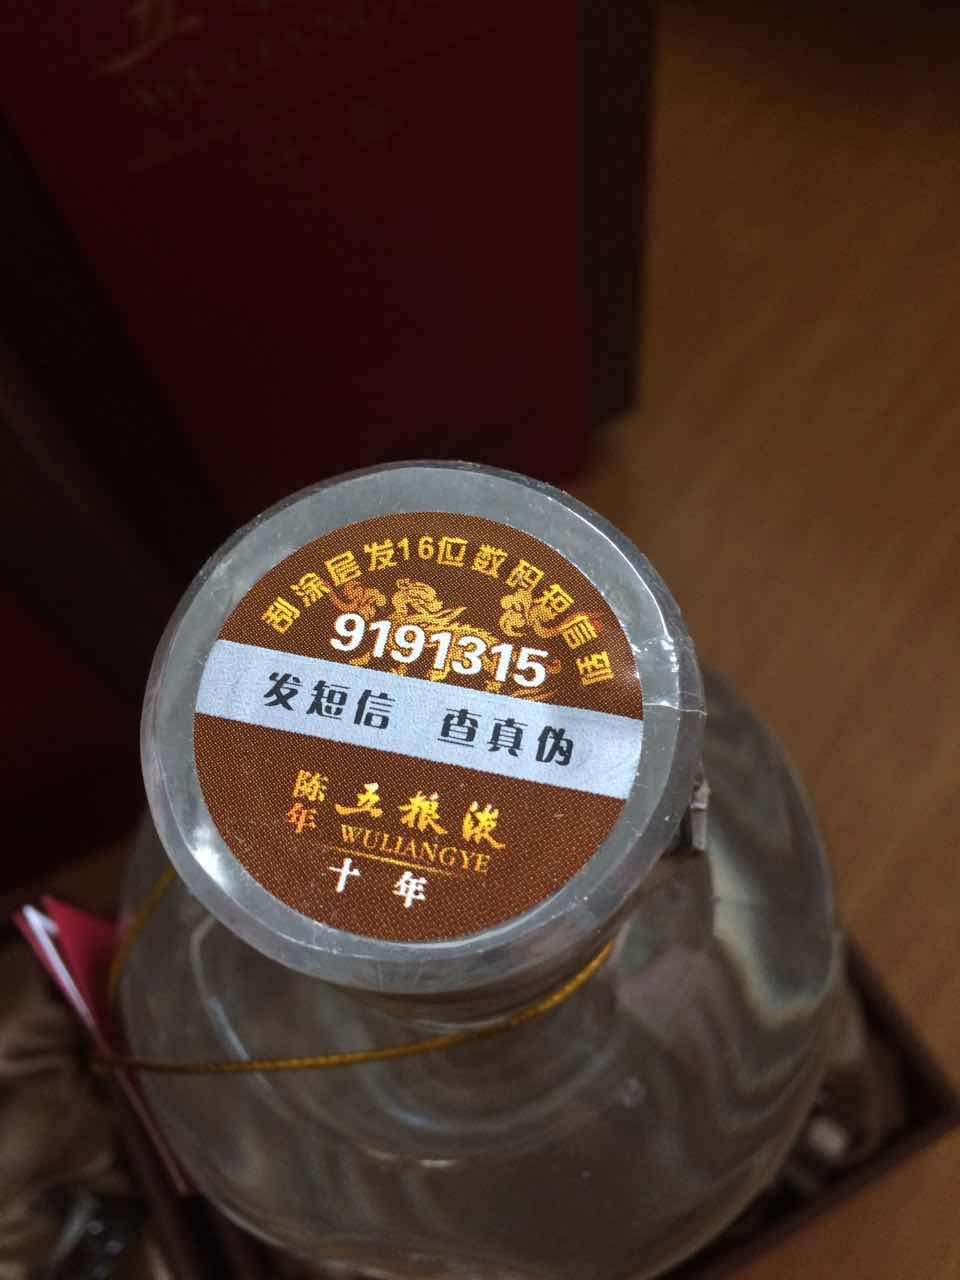 WULIANGYE
刮涂层发16位数码短信到
9191315
发短信 查真伪
陈年 五粮液
WULIANGYE
十年